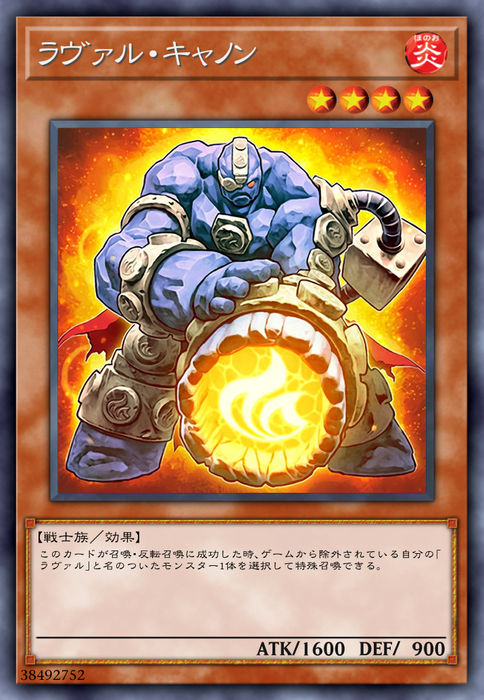 ラヴァル・キャノン
ほのお
炎
【戦士族／効果】
このカードが召喚・反転召喚に成功した時、ゲームから除外されている自分の「
ラヴァル」と名のついたモンスター1体を選択して特殊召喚できる。
ATK/1600 DEF/ 900
38492752